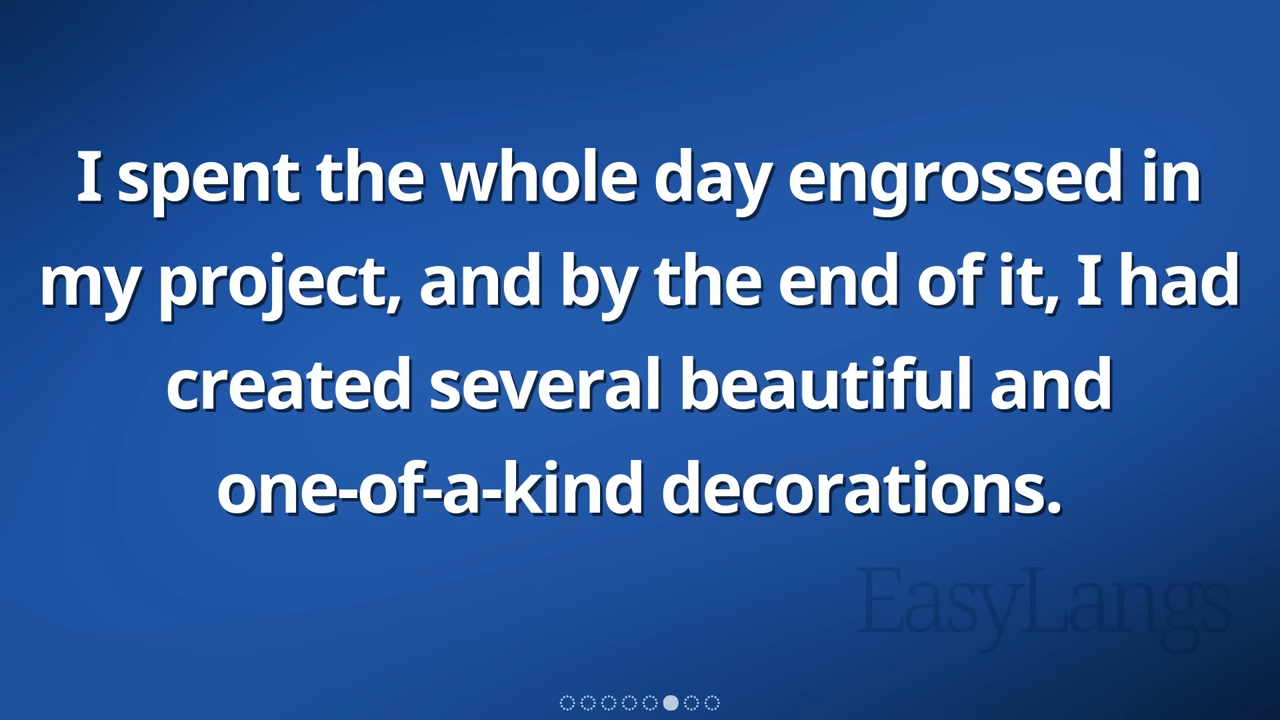 I spent the whole day engrossed in
my project, and by the end of it, I had
created several beautiful and
one-of-a-kind decorations.
EasyLangs